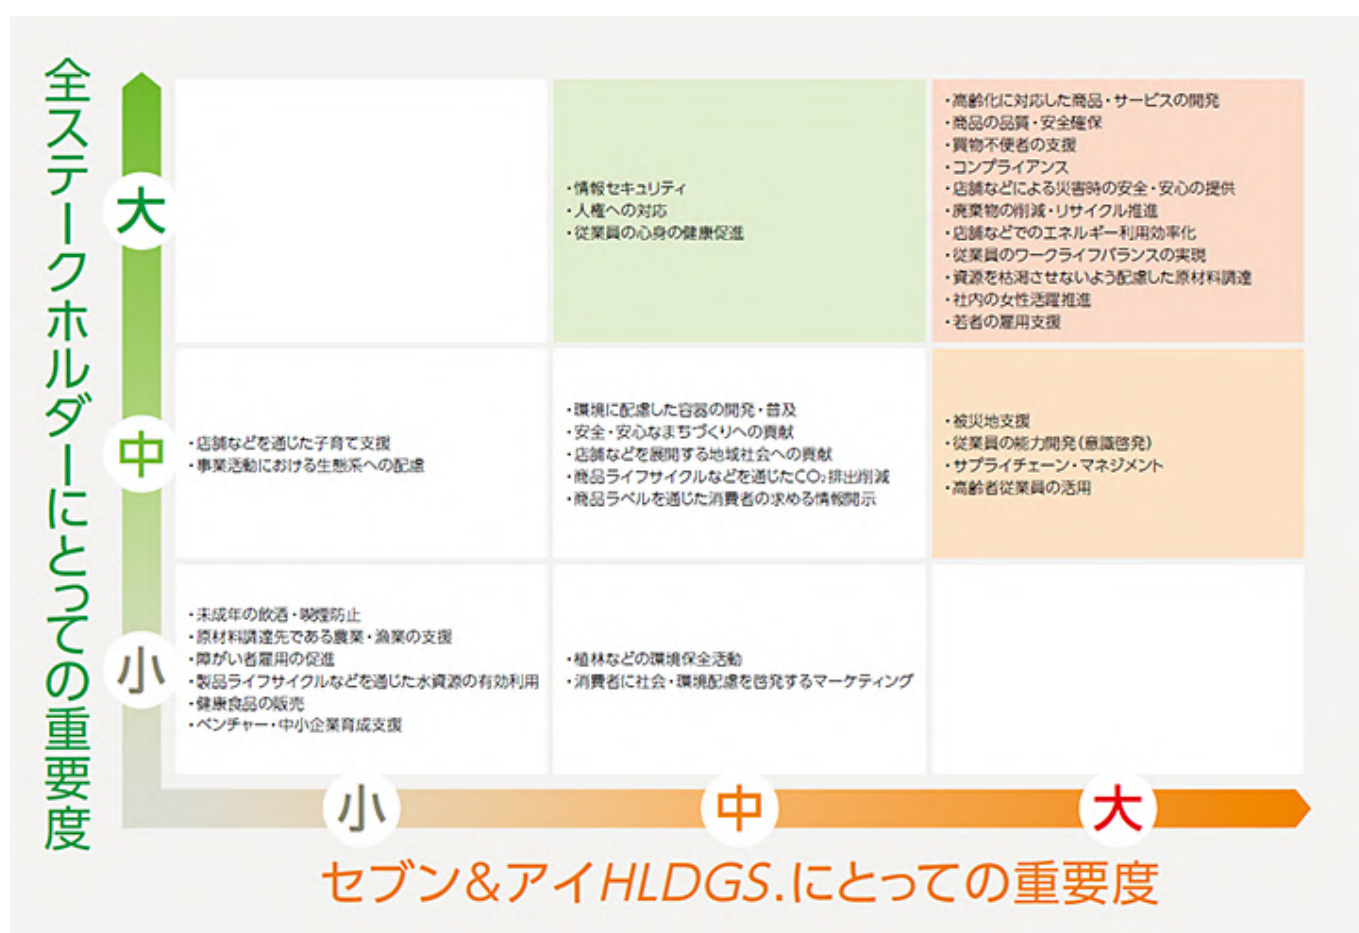 全ステークホルダーにとっての重要度
大
・情報セキュリティ
・人権への対応
・従業員の心身の健康促進
・高齢化に対応した商品・サービスの開発
・商品の品質・安全確保
・買物不便者の支援
・コンプライアンス
・店舗などによる災害時の安全・安心の提供
・廃棄物の削減・リサイクル推進
・店舗などでのエネルギー利用効率化
・従業員のワークライフバランスの実現
・資源を枯渇させないよう配慮した原材料調達
・社内の女性活躍推進
・若者の雇用支援
中
・店舗などを通じた子育て支援
・事業活動における生態系への配慮
・環境に配慮した容器の開発・普及
・安全・安心なまちづくりへの貢献
・店舗などを展開する地域社会への貢献
・商品ライフサイクルなどを通じたCO₂排出削減
・商品ラベルを通じた消費者の求める情報開示
・被災地支援
・従業員の能力開発（意識啓発）
・サプライチェーン・マネジメント
・高齢者従業員の活用
小
・未成年の飲酒・喫煙防止
・原材料調達先である農業・漁業の支援
・障がい者雇用の促進
・製品ライフサイクルなどを通じた水資源の有効利用
・健康食品の販売
・ベンチャー・中小企業育成支援
・植林などの環境保全活動
・消費者に社会・環境配慮を啓発するマーケティング
小
中
大
セブン&アイHLDGS.にとっての重要度